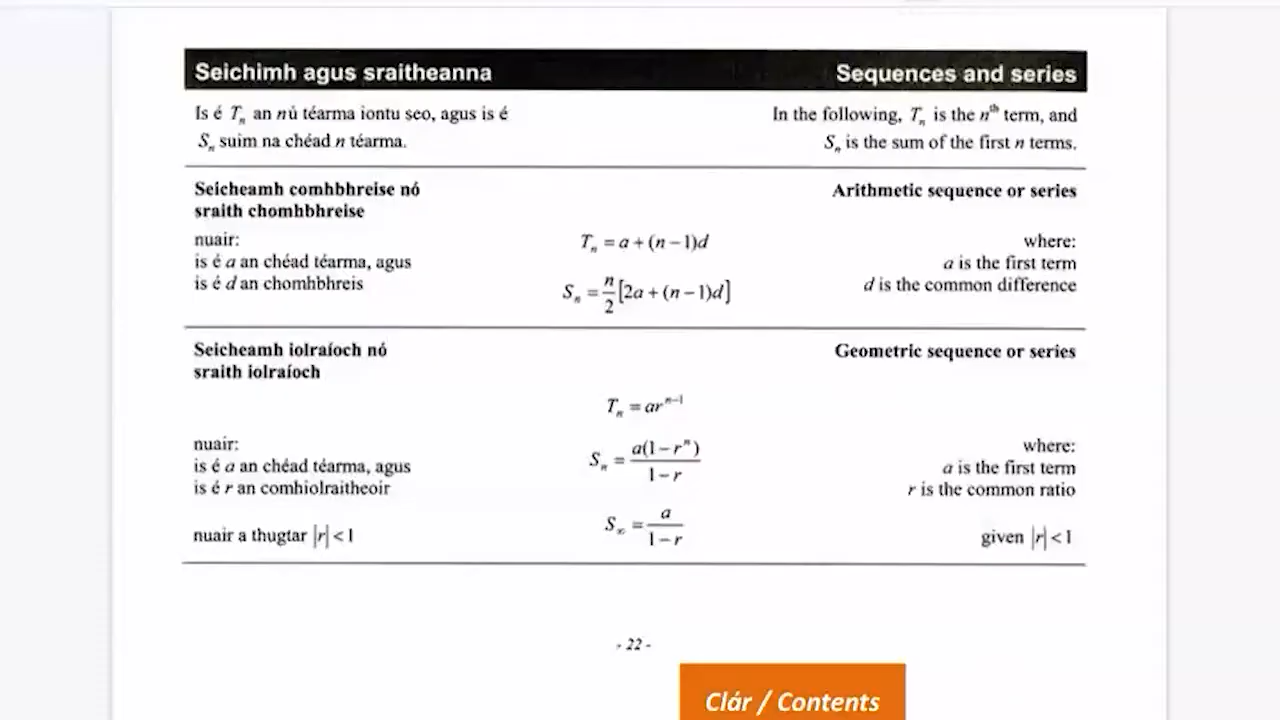 Seichimh agus sraitheanna
Sequences and series
Is é Tₙ an nú téarma iontu seo, agus is é
Sₙ suim na chéad n téarma.
In the following, Tₙ is the nᵗʰ term, and
Sₙ is the sum of the first n terms.
Seicheamh comhbhreise nó
sraith chomhbhreise
Arithmetic sequence or series
nuair:
is é a an chéad téarma, agus
is é d an chomhbhreis
Tₙ = a + (n − 1)d
Sₙ = n/2 [2a + (n − 1)d]
where:
a is the first term
d is the common difference
Seicheamh iolraíoch nó
sraith iolraíoch
Geometric sequence or series
Tₙ = arⁿ⁻¹
nuair:
is é a an chéad téarma, agus
is é r an comhiolraitheoir
Sₙ = a(1 − rⁿ)/1 − r
where:
a is the first term
r is the common ratio
nuair a thugtar |r| < 1
S∞ = a/1 − r
given |r| < 1
- 22 -
Clár / Contents